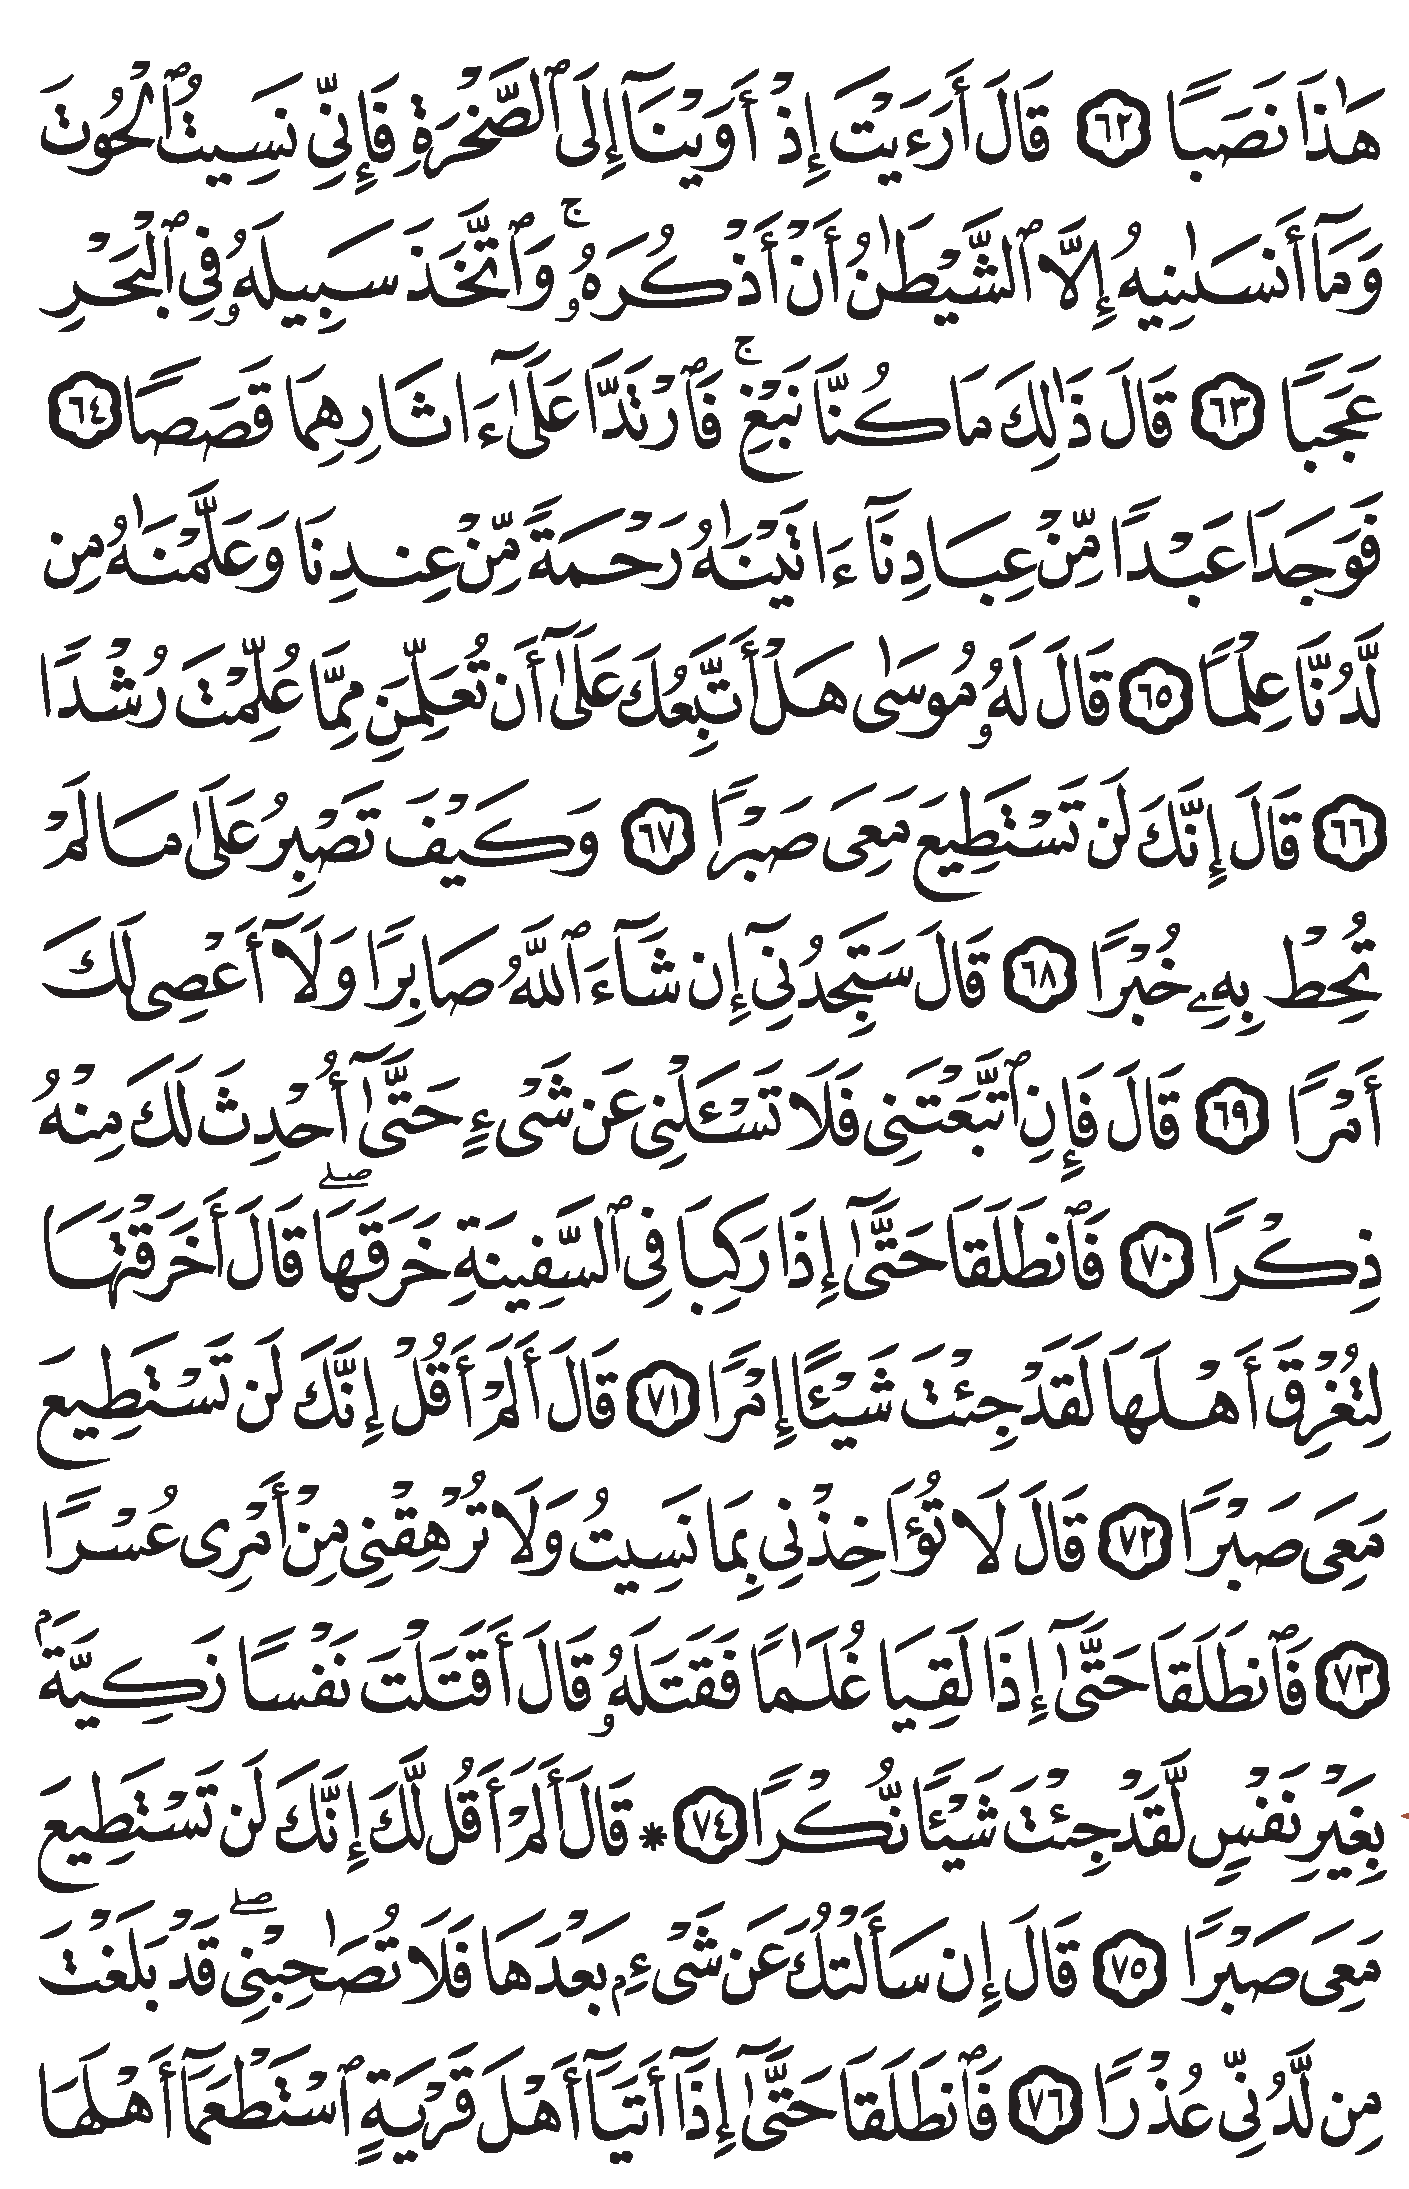 هَٰذَا نَصَبًا ٦٢ قَالَ أَرَءَيْتَ إِذْ أَوَيْنَآ إِلَى ٱلصَّخْرَةِ فَإِنِّى نَسِيتُ ٱلْحُوتَ
وَمَآ أَنسَىٰنِيهُ إِلَّا ٱلشَّيْطَٰنُ أَنْ أَذْكُرَهُۥ ۚ وَٱتَّخَذَ سَبِيلَهُۥ فِى ٱلْبَحْرِ
عَجَبًا ٦٣ قَالَ ذَٰلِكَ مَا كُنَّا نَبْغِ ۚ فَٱرْتَدَّا عَلَىٰٓ ءَاثَارِهِمَا قَصَصًا ٦٤
فَوَجَدَا عَبْدًا مِّنْ عِبَادِنَآ ءَاتَيْنَٰهُ رَحْمَةً مِّنْ عِندِنَا وَعَلَّمْنَٰهُ مِن
لَّدُنَّا عِلْمًا ٦٥ قَالَ لَهُۥ مُوسَىٰ هَلْ أَتَّبِعُكَ عَلَىٰٓ أَن تُعَلِّمَنِ مِمَّا عُلِّمْتَ رُشْدًا
٦٦ قَالَ إِنَّكَ لَن تَسْتَطِيعَ مَعِىَ صَبْرًا ٦٧ وَكَيْفَ تَصْبِرُ عَلَىٰ مَا لَمْ
تُحِطْ بِهِۦ خُبْرًا ٦٨ قَالَ سَتَجِدُنِىٓ إِن شَآءَ ٱللَّهُ صَابِرًا وَلَآ أَعْصِى لَكَ
أَمْرًا ٦٩ قَالَ فَإِنِ ٱتَّبَعْتَنِى فَلَا تَسْـَٔلْنِى عَن شَىْءٍ حَتَّىٰٓ أُحْدِثَ لَكَ مِنْهُ
ذِكْرًا ٧٠ فَٱنطَلَقَا حَتَّىٰٓ إِذَا رَكِبَا فِى ٱلسَّفِينَةِ خَرَقَهَا ۖ قَالَ أَخَرَقْتَهَا
لِتُغْرِقَ أَهْلَهَا لَقَدْ جِئْتَ شَيْـًٔا إِمْرًا ٧١ قَالَ أَلَمْ أَقُلْ إِنَّكَ لَن تَسْتَطِيعَ
مَعِىَ صَبْرًا ٧٢ قَالَ لَا تُؤَاخِذْنِى بِمَا نَسِيتُ وَلَا تُرْهِقْنِى مِنْ أَمْرِى عُسْرًا
٧٣ فَٱنطَلَقَا حَتَّىٰٓ إِذَا لَقِيَا غُلَٰمًا فَقَتَلَهُۥ قَالَ أَقَتَلْتَ نَفْسًا زَكِيَّةًۢ
بِغَيْرِ نَفْسٍ لَّقَدْ جِئْتَ شَيْـًٔا نُّكْرًا ٧٤ * قَالَ أَلَمْ أَقُل لَّكَ إِنَّكَ لَن تَسْتَطِيعَ
مَعِىَ صَبْرًا ٧٥ قَالَ إِن سَأَلْتُكَ عَن شَىْءٍۭ بَعْدَهَا فَلَا تُصَٰحِبْنِى ۖ قَدْ بَلَغْتَ
مِن لَّدُنِّى عُذْرًا ٧٦ فَٱنطَلَقَا حَتَّىٰٓ إِذَآ أَتَيَآ أَهْلَ قَرْيَةٍ ٱسْتَطْعَمَآ أَهْلَهَا